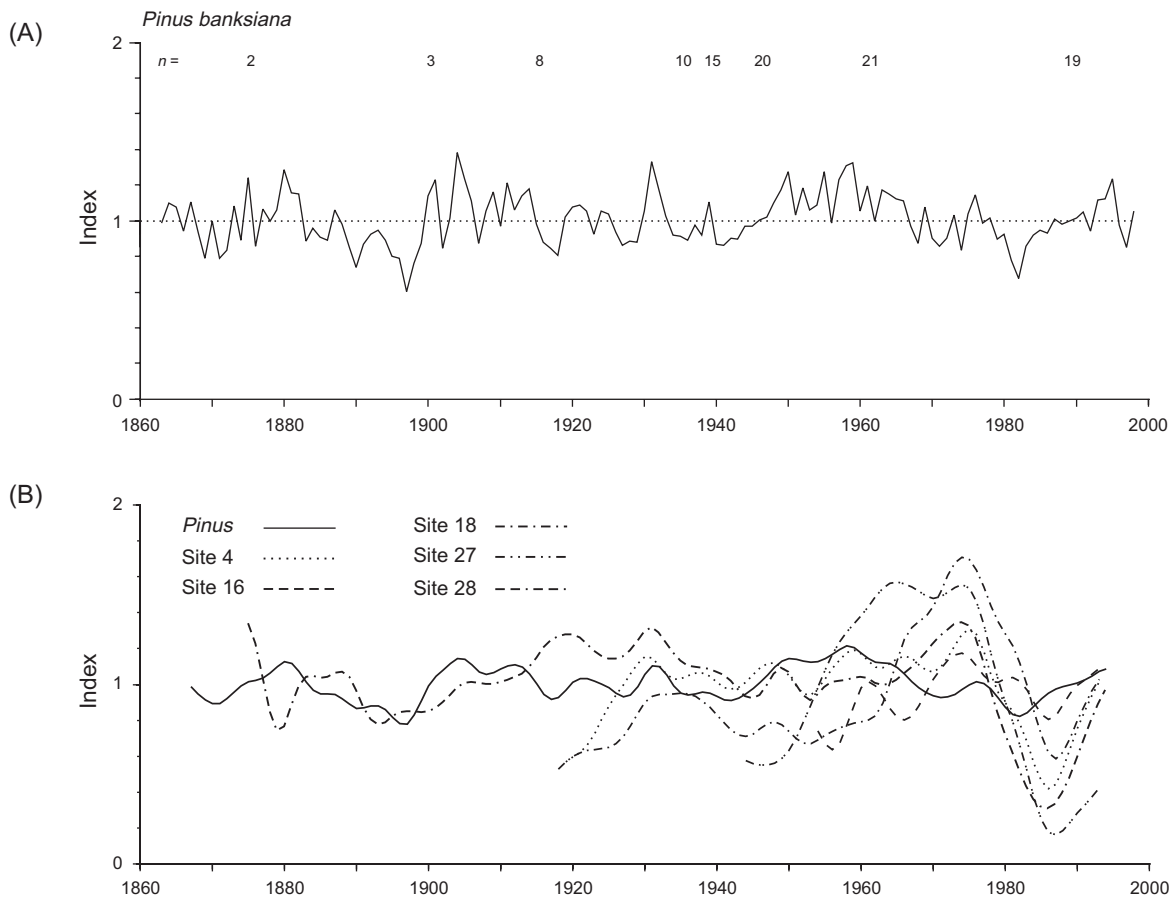 (A)
Pinus banksiana
2
n = 2 3 8 10 15 20 21 19
1
Index
0
1860 1880 1900 1920 1940 1960 1980 2000
(B)
2
Pinus Site 18
Site 4 Site 27
Site 16 Site 28
1
Index
0
1860 1880 1900 1920 1940 1960 1980 2000